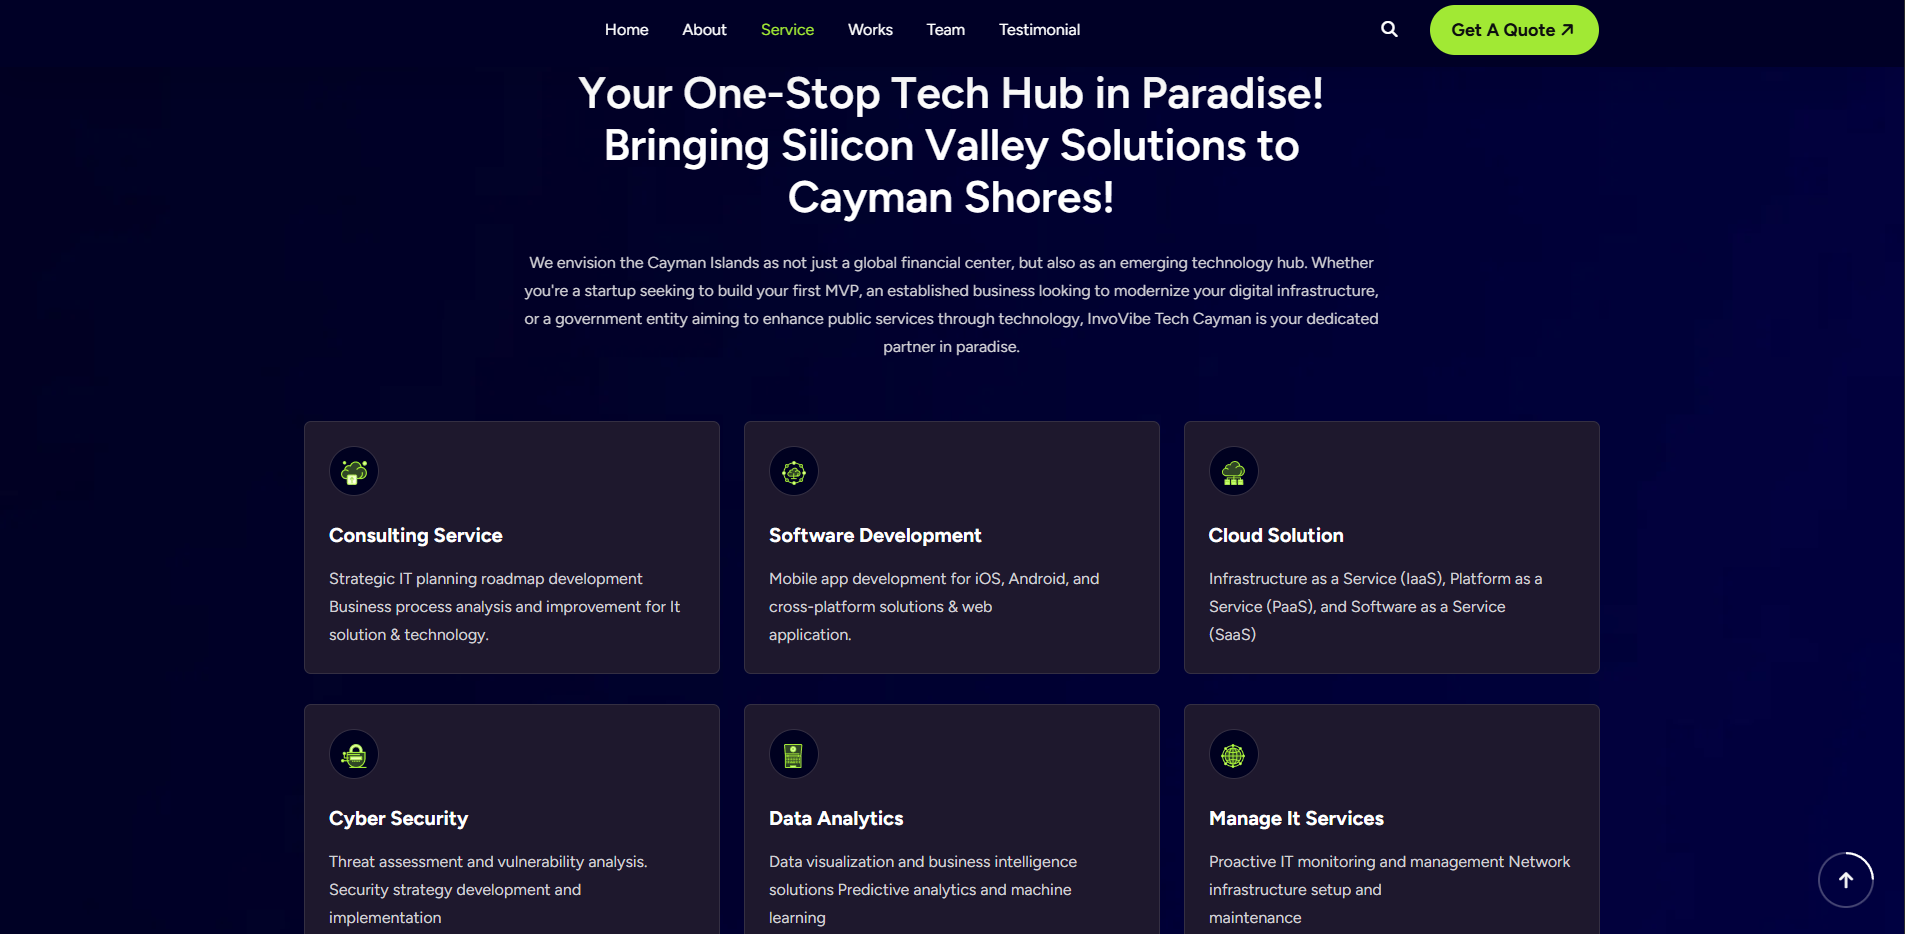 Home About Service Works Team Testimonial Get A Quote
Your One-Stop Tech Hub in Paradise!
Bringing Silicon Valley Solutions to
Cayman Shores!
We envision the Cayman Islands as not just a global financial center, but also as an emerging technology hub. Whether
you're a startup seeking to build your first MVP, an established business looking to modernize your digital infrastructure,
or a government entity aiming to enhance public services through technology, InvoVibe Tech Cayman is your dedicated
partner in paradise.
Consulting Service
Strategic IT planning roadmap development
Business process analysis and improvement for It
solution & technology.
Software Development
Mobile app development for iOS, Android, and
cross-platform solutions & web
application.
Cloud Solution
Infrastructure as a Service (IaaS), Platform as a
Service (PaaS), and Software as a Service
(SaaS)
Cyber Security
Threat assessment and vulnerability analysis.
Security strategy development and
implementation
Data Analytics
Data visualization and business intelligence
solutions Predictive analytics and machine
learning
Manage It Services
Proactive IT monitoring and management Network
infrastructure setup and
maintenance